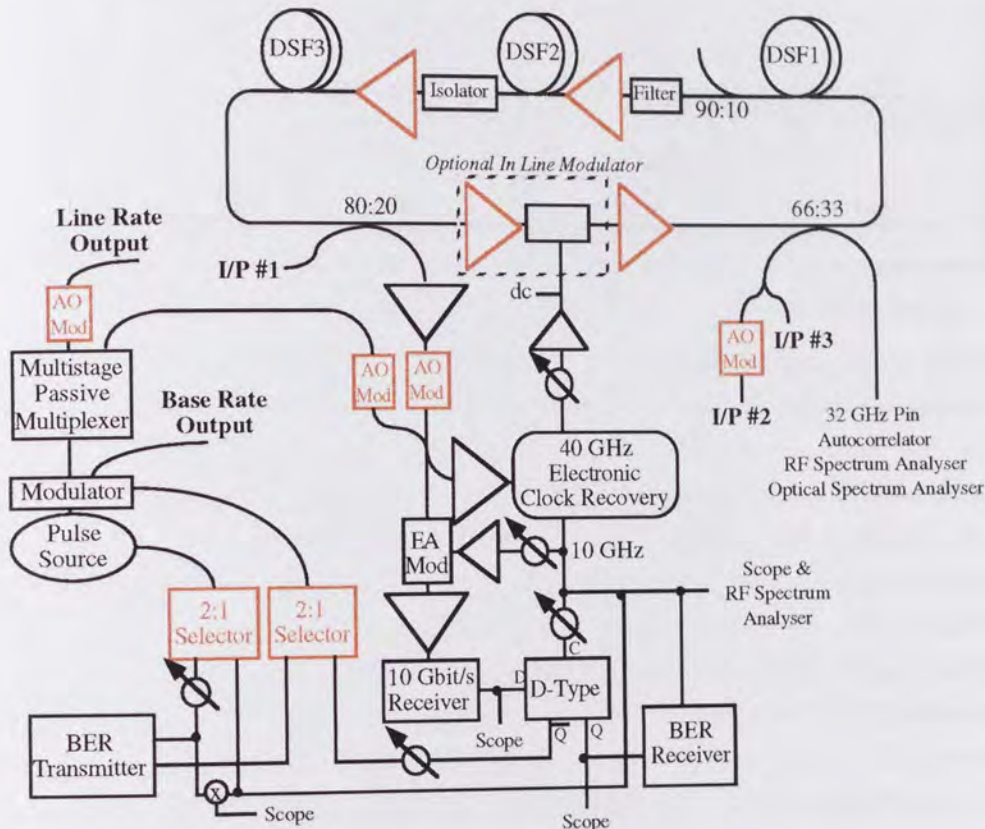 DSF3
DSF2
DSF1
Isolator
Filter
90:10
Optional In Line Modulator
80:20
66:33
Line Rate
Output
I/P #1
dc
AO
Mod
AO
Mod
AO
Mod
AO
Mod
I/P #3
I/P #2
Multistage
Passive
Multiplexer
Base Rate
Output
32 GHz Pin
Autocorrelator
RF Spectrum Analyser
Optical Spectrum Analyser
40 GHz
Electronic
Clock Recovery
Modulator
Pulse
Source
EA
Mod
10 GHz
Scope &
RF Spectrum
Analyser
2:1
Selector
2:1
Selector
C
10 Gbit/s
Receiver
D
D-Type
Q
Q
Scope
BER
Transmitter
BER
Receiver
X
Scope
Scope